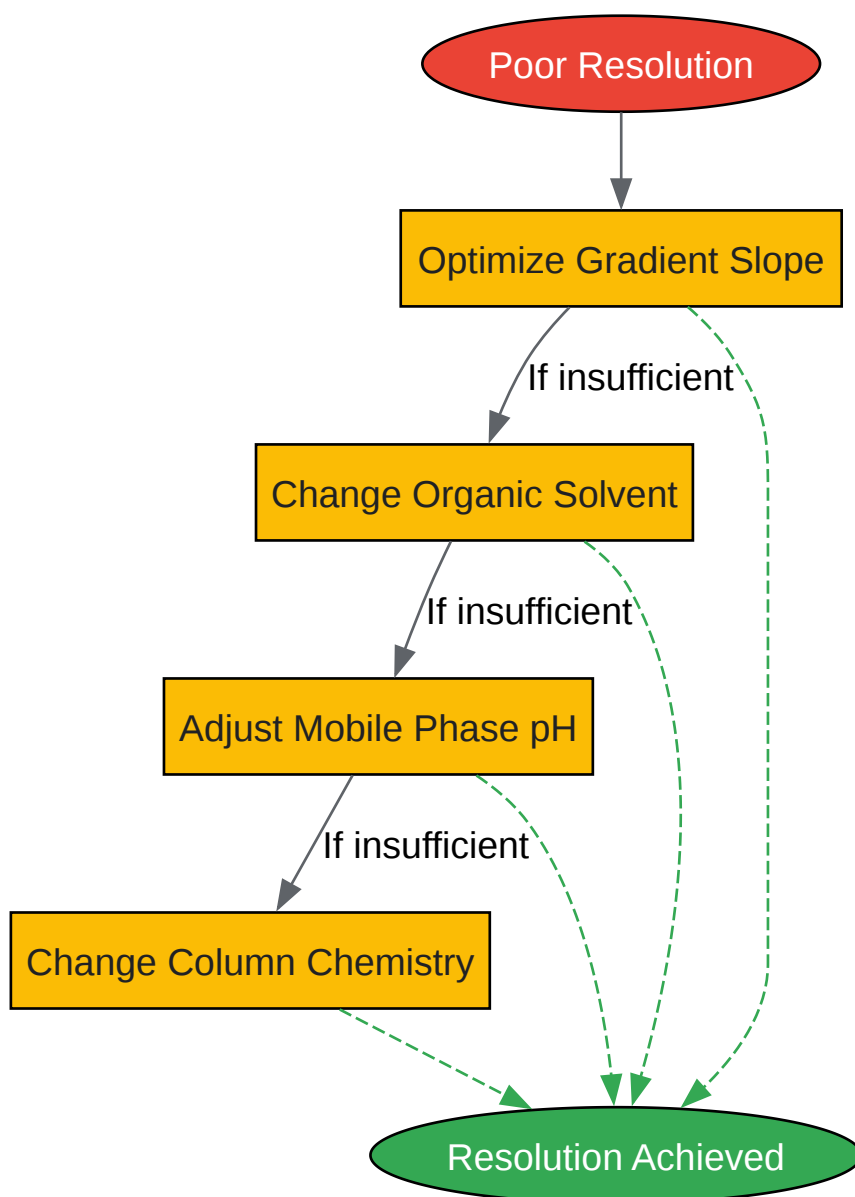 Poor Resolution
Optimize Gradient Slope
If insufficient
Change Organic Solvent
If insufficient
Adjust Mobile Phase pH
If insufficient
Change Column Chemistry
Resolution Achieved